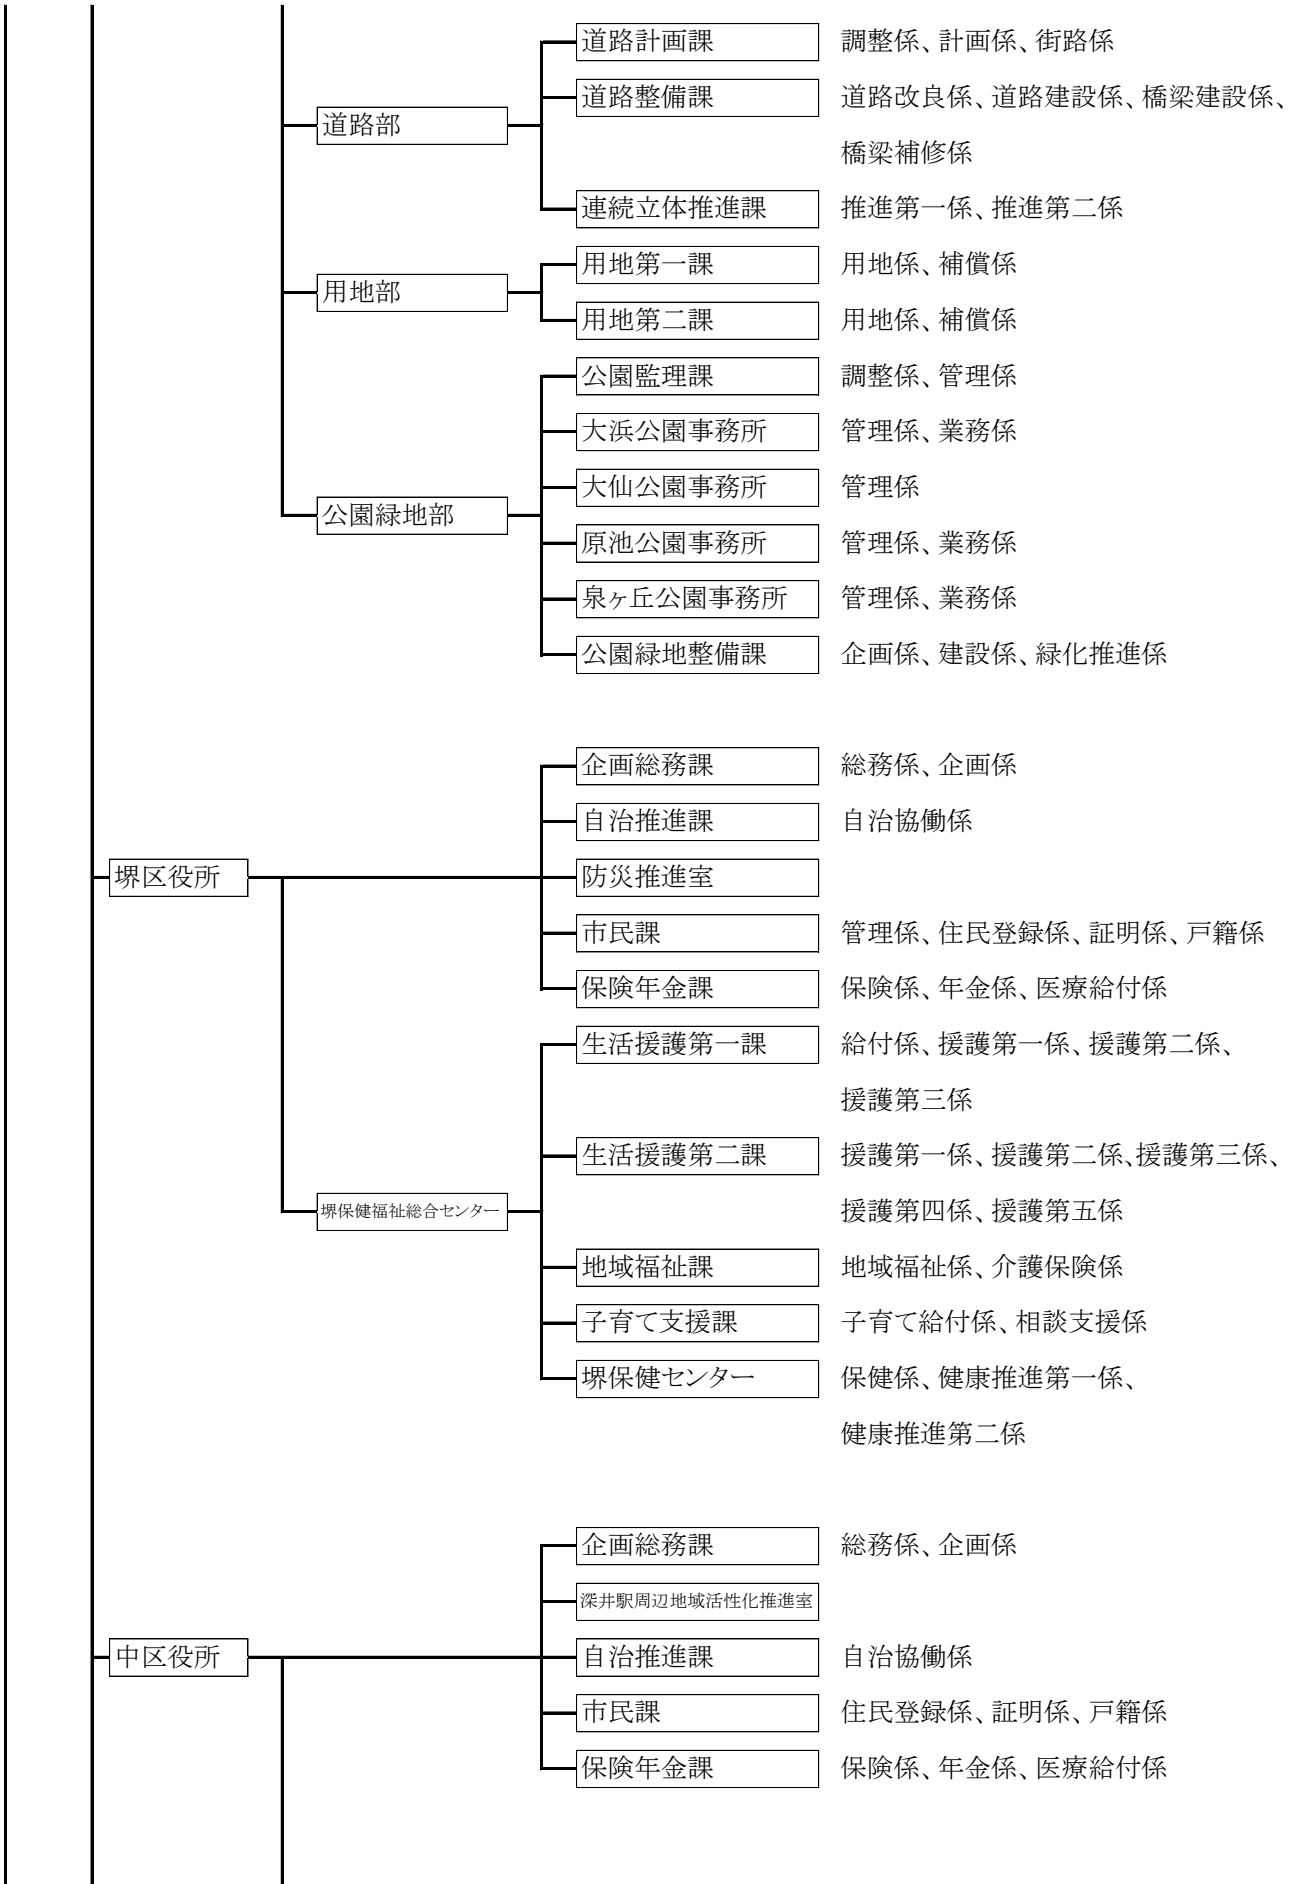 道路計画課 調整係、計画係、街路係
道路整備課 道路改良係、道路建設係、橋梁建設係、
道路部
橋梁補修係
連続立体推進課 推進第一係、推進第二係
用地第一課 用地係、補償係
用地部
用地第二課 用地係、補償係
公園監理課 調整係、管理係
大浜公園事務所 管理係、業務係
大仙公園事務所 管理係
公園緑地部
原池公園事務所 管理係、業務係
泉ヶ丘公園事務所 管理係、業務係
公園緑地整備課 企画係、建設係、緑化推進係
企画総務課 総務係、企画係
自治推進課 自治協働係
堺区役所 防災推進室
市民課 管理係、住民登録係、証明係、戸籍係
保険年金課 保険係、年金係、医療給付係
生活援護第一課 給付係、援護第一係、援護第二係、
援護第三係
生活援護第二課 援護第一係、援護第二係、援護第三係、
堺保健福祉総合センター 援護第四係、援護第五係
地域福祉課 地域福祉係、介護保険係
子育て支援課 子育て給付係、相談支援係
堺保健センター 保健係、健康推進第一係、
健康推進第二係
企画総務課 総務係、企画係
深井駅周辺地域活性化推進室
中区役所 自治推進課 自治協働係
市民課 住民登録係、証明係、戸籍係
保険年金課 保険係、年金係、医療給付係